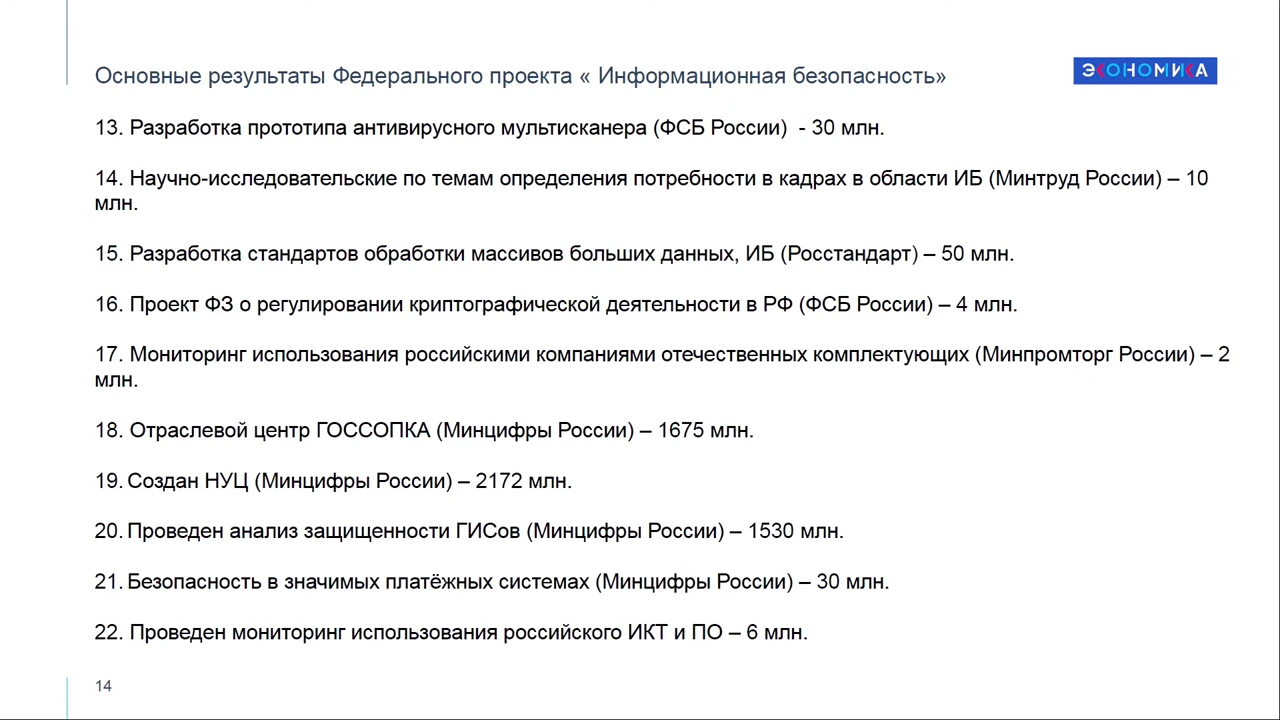 Основные результаты Федерального проекта « Информационная безопасность»
ЭКОНОМИКА
13. Разработка прототипа антивирусного мультисканера (ФСБ России)  - 30 млн.
14. Научно-исследовательские по темам определения потребности в кадрах в области ИБ (Минтруд России) – 10
млн.
15. Разработка стандартов обработки массивов больших данных, ИБ (Росстандарт) – 50 млн.
16. Проект ФЗ о регулировании криптографической деятельности в РФ (ФСБ России) – 4 млн.
17. Мониторинг использования российскими компаниями отечественных комплектующих (Минпромторг России) – 2
млн.
18. Отраслевой центр ГОССОПКА (Минцифры России) – 1675 млн.
19. Создан НУЦ (Минцифры России) – 2172 млн.
20. Проведен анализ защищенности ГИСов (Минцифры России) – 1530 млн.
21. Безопасность в значимых платёжных системах (Минцифры России) – 30 млн.
22. Проведен мониторинг использования российского ИКТ и ПО – 6 млн.
14